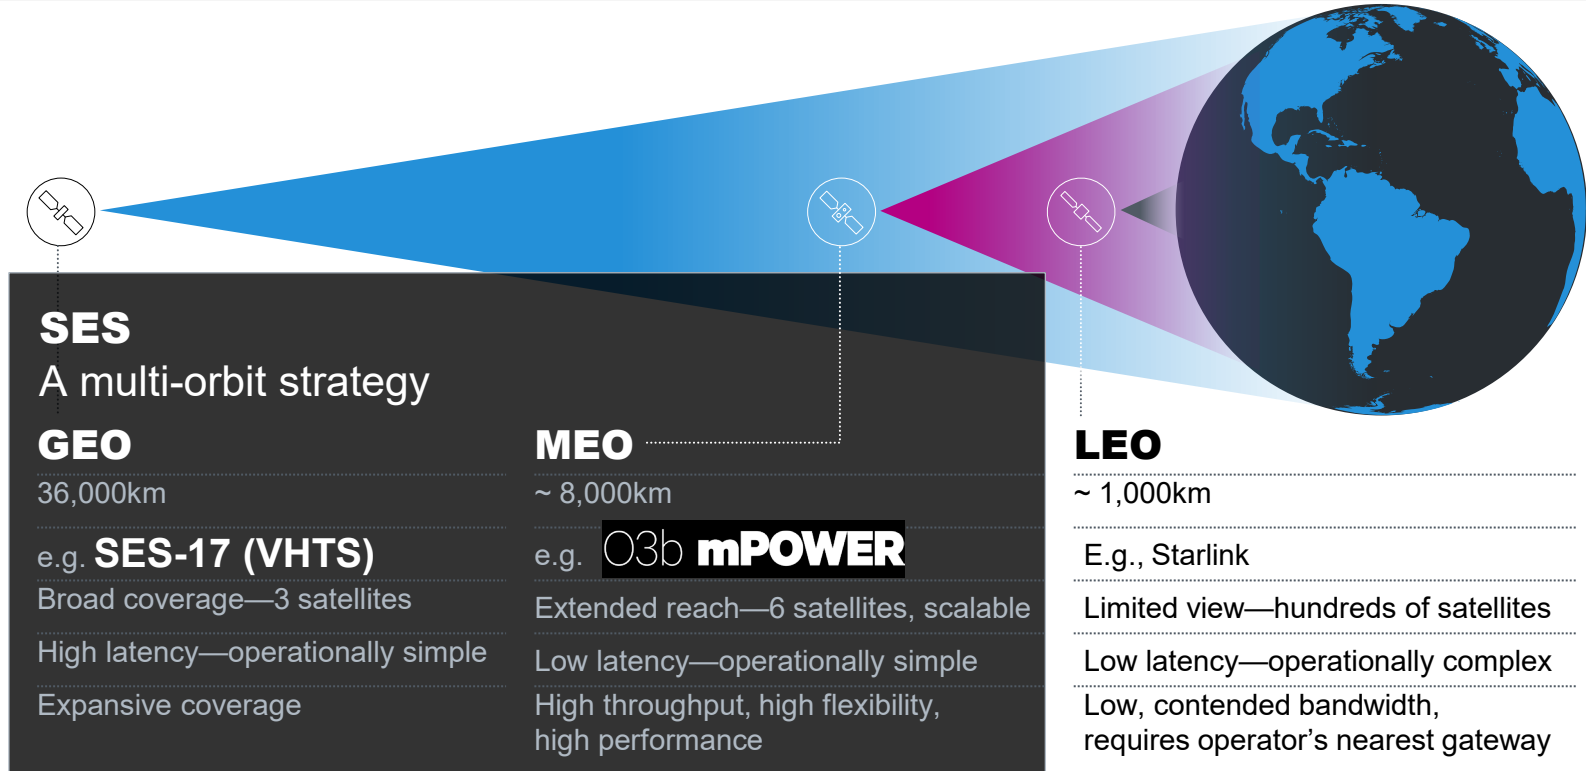 SES
A multi-orbit strategy
GEO
36,000km
e.g. SES-17 (VHTS)
Broad coverage—3 satellites
High latency—operationally simple
Expansive coverage
MEO
~ 8,000km
e.g. O3b mPOWER
Extended reach—6 satellites, scalable
Low latency—operationally simple
High throughput, high flexibility,
high performance
LEO
~ 1,000km
E.g., Starlink
Limited view—hundreds of satellites
Low latency—operationally complex
Low, contended bandwidth,
requires operator’s nearest gateway